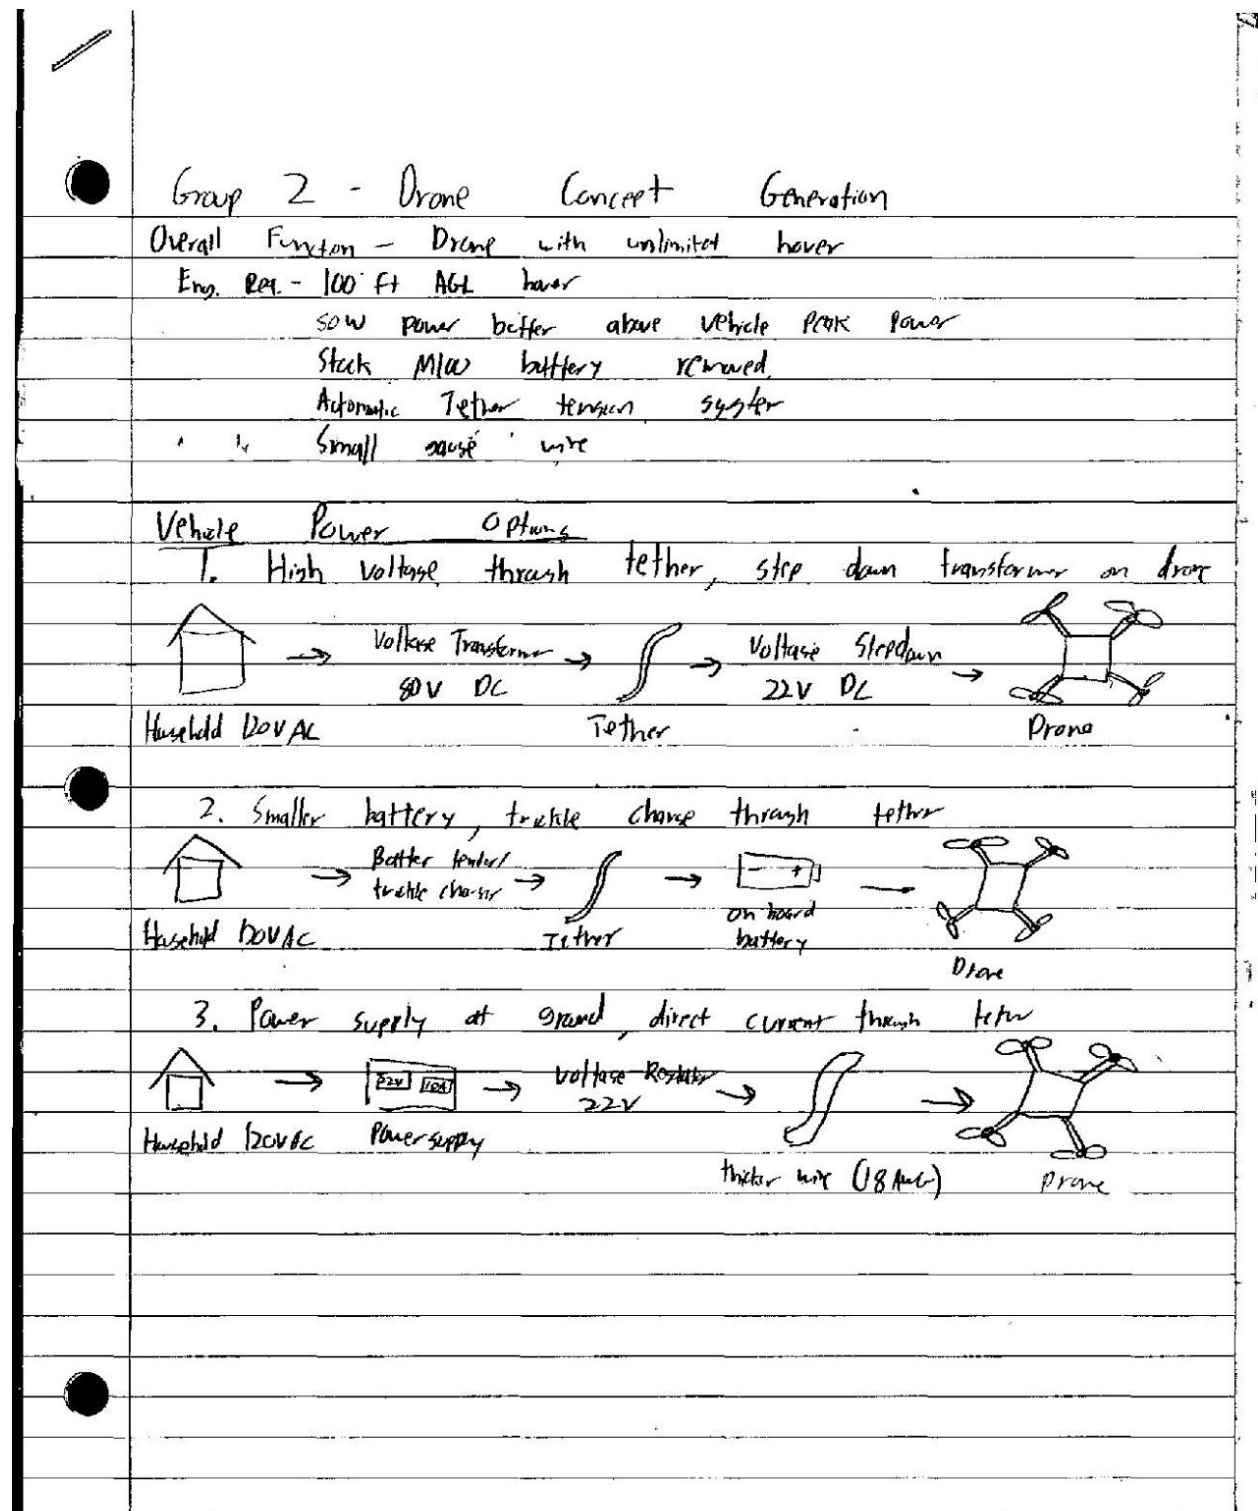 Group 2 - Drone Concept Generation
Overall Function - Drone with unlimited hover
Eng. Req. - 100 ft AGL hover
50W power buffer above vehicle peak power
Stock M100 battery removed
Automatic Tether tension system
Small gauge wire
Vehicle Power Options
1. High voltage through tether, step down transformer on drone
Voltage Transformer Voltage Stepdown
80V DC 22V DC
Household 120V AC Tether Drone
2. Smaller battery, trickle charge through tether
Batter tender/
trickle charger
on board
Household 120VAC Tether battery
Drone
3. Power supply at ground, direct current through tether
22V 10A Voltage Regulator
22V
Household 120VAC Power supply
thicker wire (18 AWG) Drone